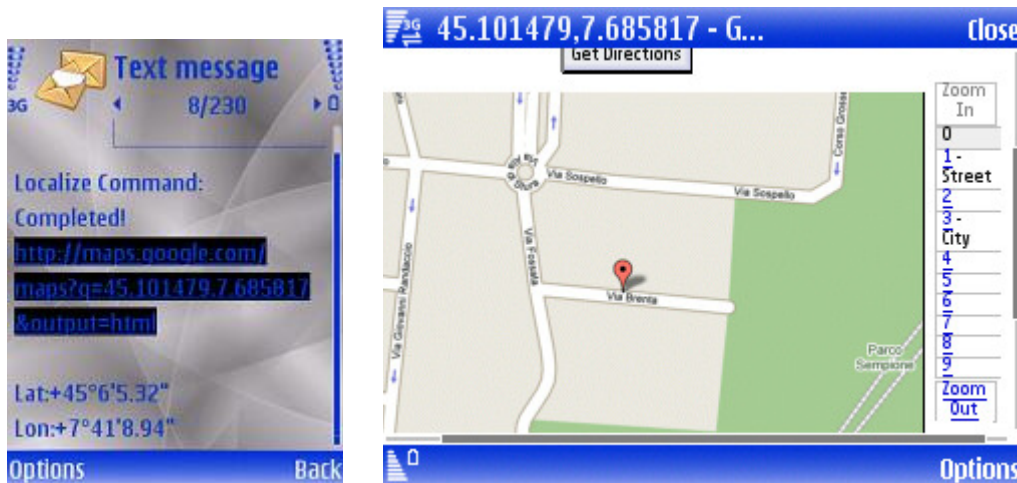 3G
Text message
8/230
Localize Command:
Completed!
http://maps.google.com/
maps?q=45.101479,7.685817
&output=html
Lat:+45°6'5.32"
Lon:+7°41'8.94"
Options
Back
3G
45.101479,7.685817 - G...
Close
Get Directions
Via Sospello
Via Sospello
Corso Grosse
Via Fossata
Via Giovanni Randaccio
Via Brenta
Parco
Sempione
Zoom
In
0
1 -
Street
2
3 -
City
4
5
6
7
8
9
Zoom
Out
Options